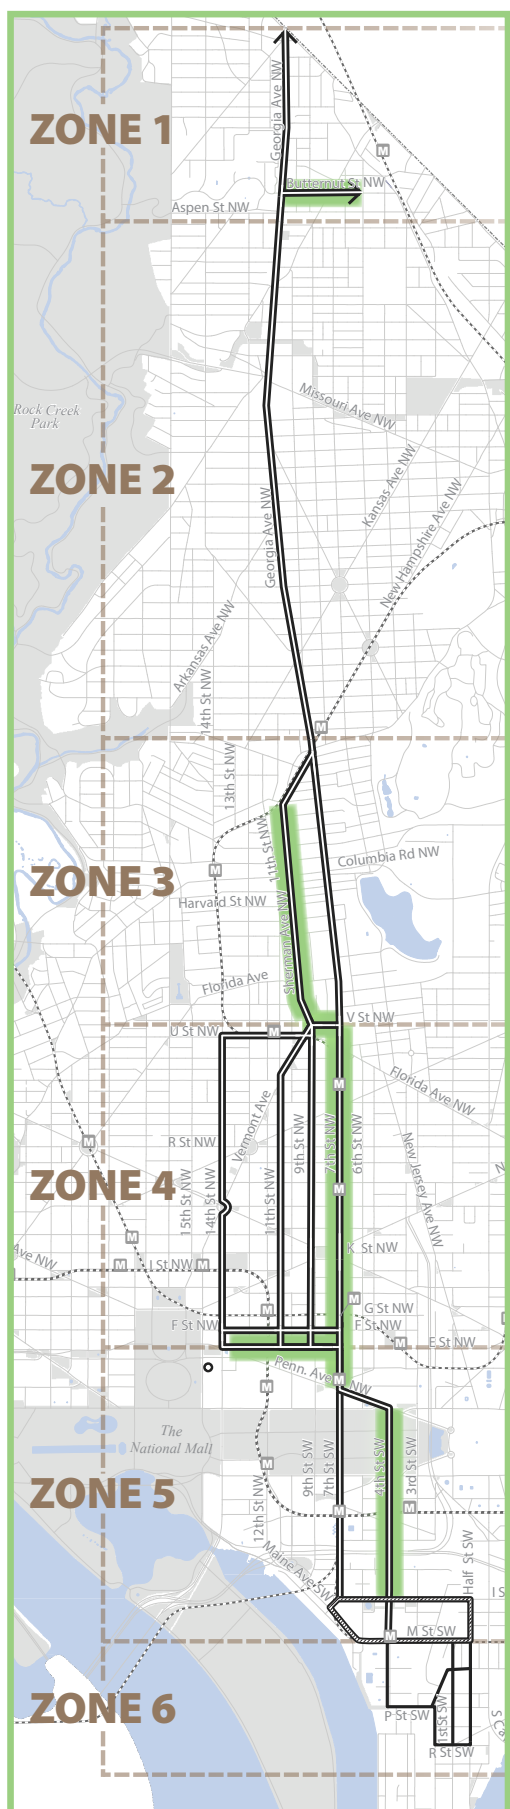 Georgia Ave NW
ZONE 1
M
Butternut St NW
Aspen St NW
Missouri Ave NW
Rock Creek
Park
Kansas Ave NW
ZONE 2
Georgia Ave NW
New Hampshire Ave NW
Arkansas Ave NW
14th St NW
M
13th St NW
11th St NW
Columbia Rd NW
M
ZONE 3
Harvard St NW
Sherman Ave NW
Florida Ave
V St NW
U St NW
M
M
Florida Ave NW
Vermont Ave
R St NW
M
9th St NW
7th St NW
6th St NW
New Jersey Ave NW
N
ZONE 4
15th St NW
14th St NW
11th St NW
M
M
K St NW
Ave NW
M
I St NW
M
M
M
G St NW
F St NW
F St NW
M
E St NW
Penn. Ave NW
M
M
The
National Mall
9th St SW
7th St SW
4th St SW
3rd St SW
M
ZONE 5
12th St NW
M
M
Maine Ave SW
Half St SW
I S
M St SW
M
ZONE 6
P St SW
1st St SW
S Ca
R St SW